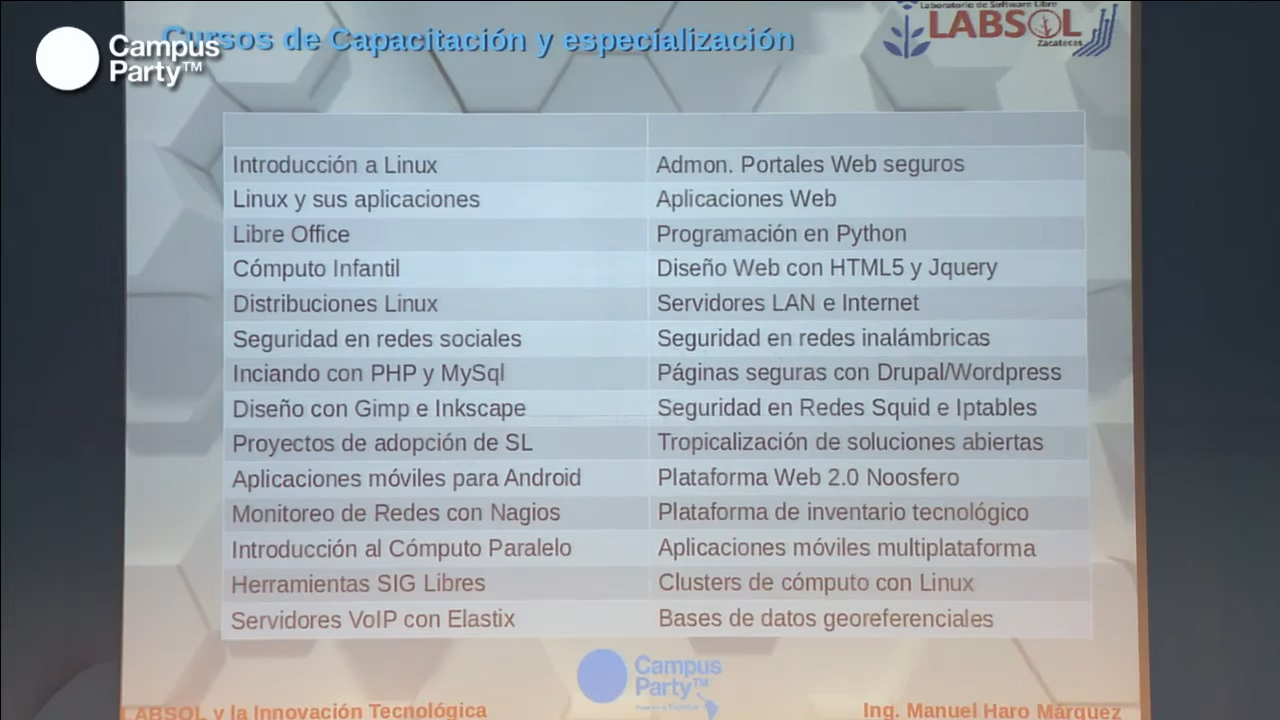 Campus
Party™
Cursos de Capacitación y especialización
Laboratorio de Software Libre
LABSOL
Zacatecas
Introducción a Linux
Admon. Portales Web seguros
Linux y sus aplicaciones
Aplicaciones Web
Libre Office
Programación en Python
Cómputo Infantil
Diseño Web con HTML5 y Jquery
Distribuciones Linux
Servidores LAN e Internet
Seguridad en redes sociales
Seguridad en redes inalámbricas
Inciando con PHP y MySql
Páginas seguras con Drupal/Wordpress
Diseño con Gimp e Inkscape
Seguridad en Redes Squid e Iptables
Proyectos de adopción de SL
Tropicalización de soluciones abiertas
Aplicaciones móviles para Android
Plataforma Web 2.0 Noosfero
Monitoreo de Redes con Nagios
Plataforma de inventario tecnológico
Introducción al Cómputo Paralelo
Aplicaciones móviles multiplataforma
Herramientas SIG Libres
Clusters de cómputo con Linux
Servidores VoIP con Elastix
Bases de datos georeferenciales
Campus
Party™
LABSOL y la Innovación Tecnológica
Ing. Manuel Haro Márquez